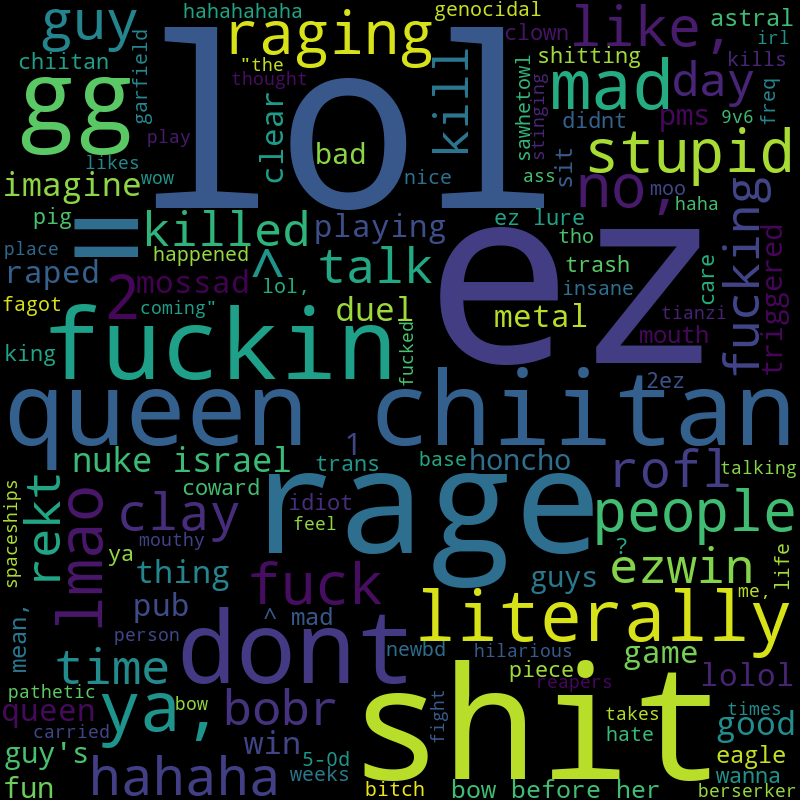 hahahahaha
genocidal
guy
raging
clown
like,
astral
irl
chiitan
garfield
"the
thought
lol
kill
shitting
kills
gg
clear
mad
day
freq
play
bad
sawhetowl
stinging
didnt
pms
9v6
likes
wow
nice
ass
sit
stupid
imagine
no,
moo
haha
pig
=
killed
playing
ez lure
fucking
place
happened
^
talk
tho
trash
care
triggered
raped
2
mossad
lol,
ez
insane
fagot
coming"
duel
metal
tianzi
king
fuckin
fucked
mouth
queen chiitan
2ez
1
nuke israel
trans
base
honcho
rofl
talking
rekt
coward
rage
spaceships
lmao
clay
idiot
feel
people
mouthy
?
ya
thing
fuck
guys
ezwin
life
pub
^ mad
literally
me,
mean,
person
dont
newbd
hilarious
game
time
piece
lolol
pathetic
reapers
queen
ya,
bow
bobr
shit
takes
times
carried
fight
good
guy's
win
5-0d
hate
eagle
hahaha
weeks
wanna
fun
bitch
bow before her
berserker